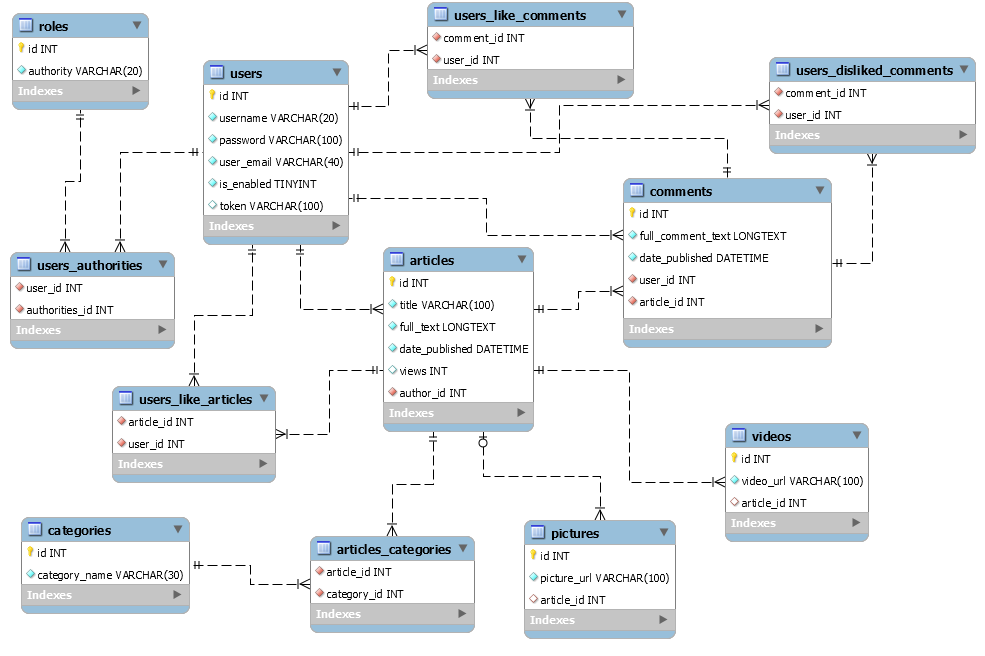 roles
id INT
authority VARCHAR(20)
Indexes
users
id INT
username VARCHAR(20)
password VARCHAR(100)
user_email VARCHAR(40)
is_enabled TINYINT
token VARCHAR(100)
Indexes
users_like_comments
comment_id INT
user_id INT
Indexes
users_disliked_comments
comment_id INT
user_id INT
Indexes
comments
id INT
full_comment_text LONGTEXT
date_published DATETIME
user_id INT
article_id INT
Indexes
users_authorities
user_id INT
authorities_id INT
Indexes
articles
id INT
title VARCHAR(100)
full_text LONGTEXT
date_published DATETIME
views INT
author_id INT
Indexes
users_like_articles
article_id INT
user_id INT
Indexes
videos
id INT
video_url VARCHAR(100)
article_id INT
Indexes
categories
id INT
category_name VARCHAR(30)
Indexes
articles_categories
article_id INT
category_id INT
Indexes
pictures
id INT
picture_url VARCHAR(100)
article_id INT
Indexes